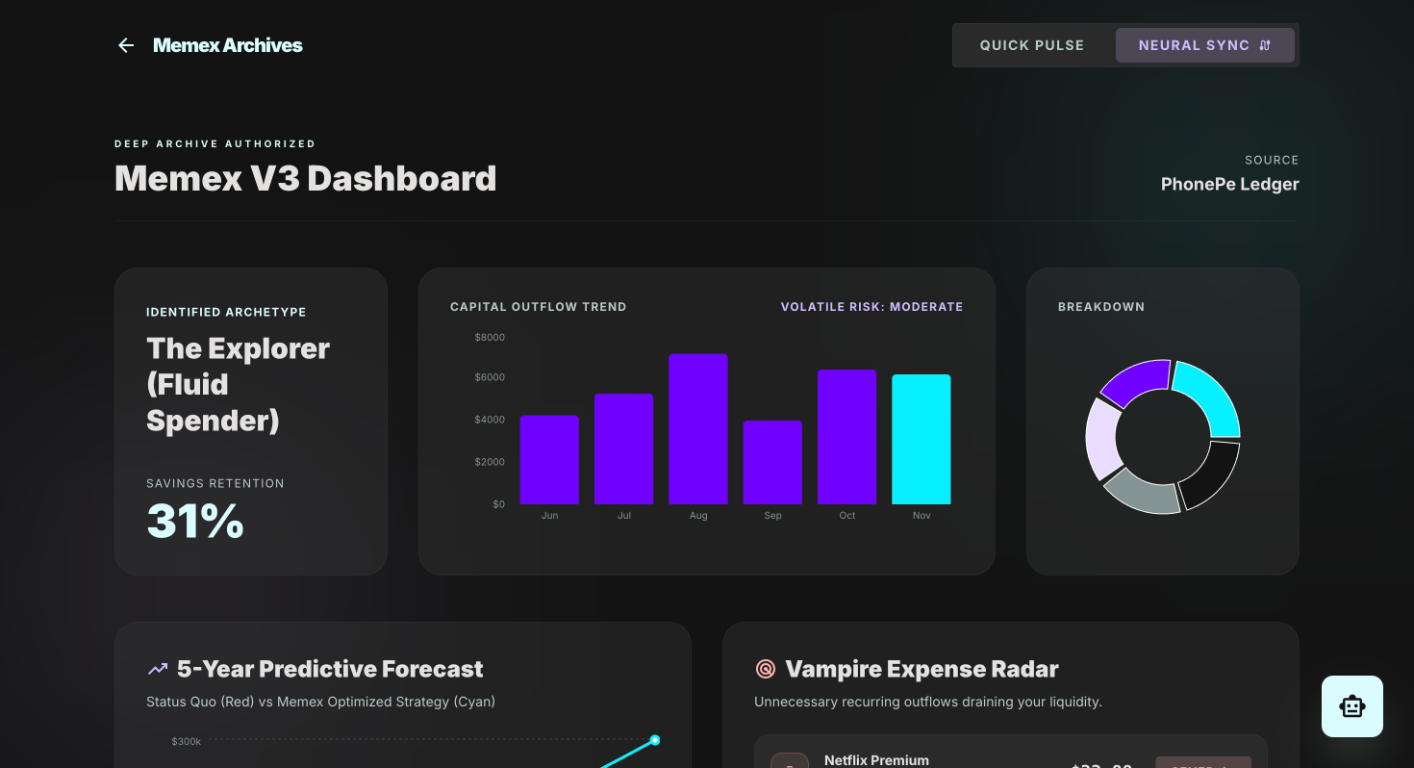 Memex Archives
QUICK PULSE
NEURAL SYNC
DEEP ARCHIVE AUTHORIZED
Memex V3 Dashboard
SOURCE
PhonePe Ledger
IDENTIFIED ARCHETYPE
The Explorer
(Fluid
Spender)
SAVINGS RETENTION
31%
CAPITAL OUTFLOW TREND
VOLATILE RISK: MODERATE
$8000
$6000
$4000
$2000
$0
Jun
Jul
Aug
Sep
Oct
Nov
BREAKDOWN
5-Year Predictive Forecast
Status Quo (Red) vs Memex Optimized Strategy (Cyan)
$300k
Vampire Expense Radar
Unnecessary recurring outflows draining your liquidity.
Netflix Premium